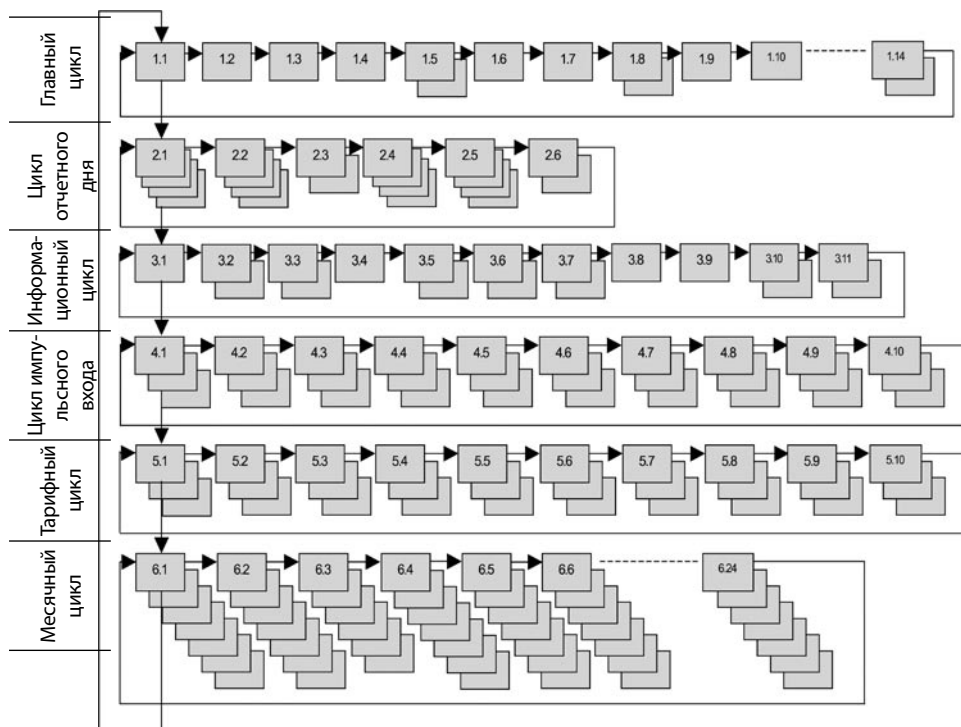 Главный
цикл
1.1 1.2 1.3 1.4 1.5 1.6 1.7 1.8 1.9 1.10 1.14
Цикл
отчетного
дня
2.1 2.2 2.3 2.4 2.5 2.6
Информа-
ционный
цикл
3.1 3.2 3.3 3.4 3.5 3.6 3.7 3.8 3.9 3.10 3.11
Цикл импу-
льсного
входа
4.1 4.2 4.3 4.4 4.5 4.6 4.7 4.8 4.9 4.10
Тарифный
цикл
5.1 5.2 5.3 5.4 5.5 5.6 5.7 5.8 5.9 5.10
Месячный
цикл
6.1 6.2 6.3 6.4 6.5 6.6 6.24